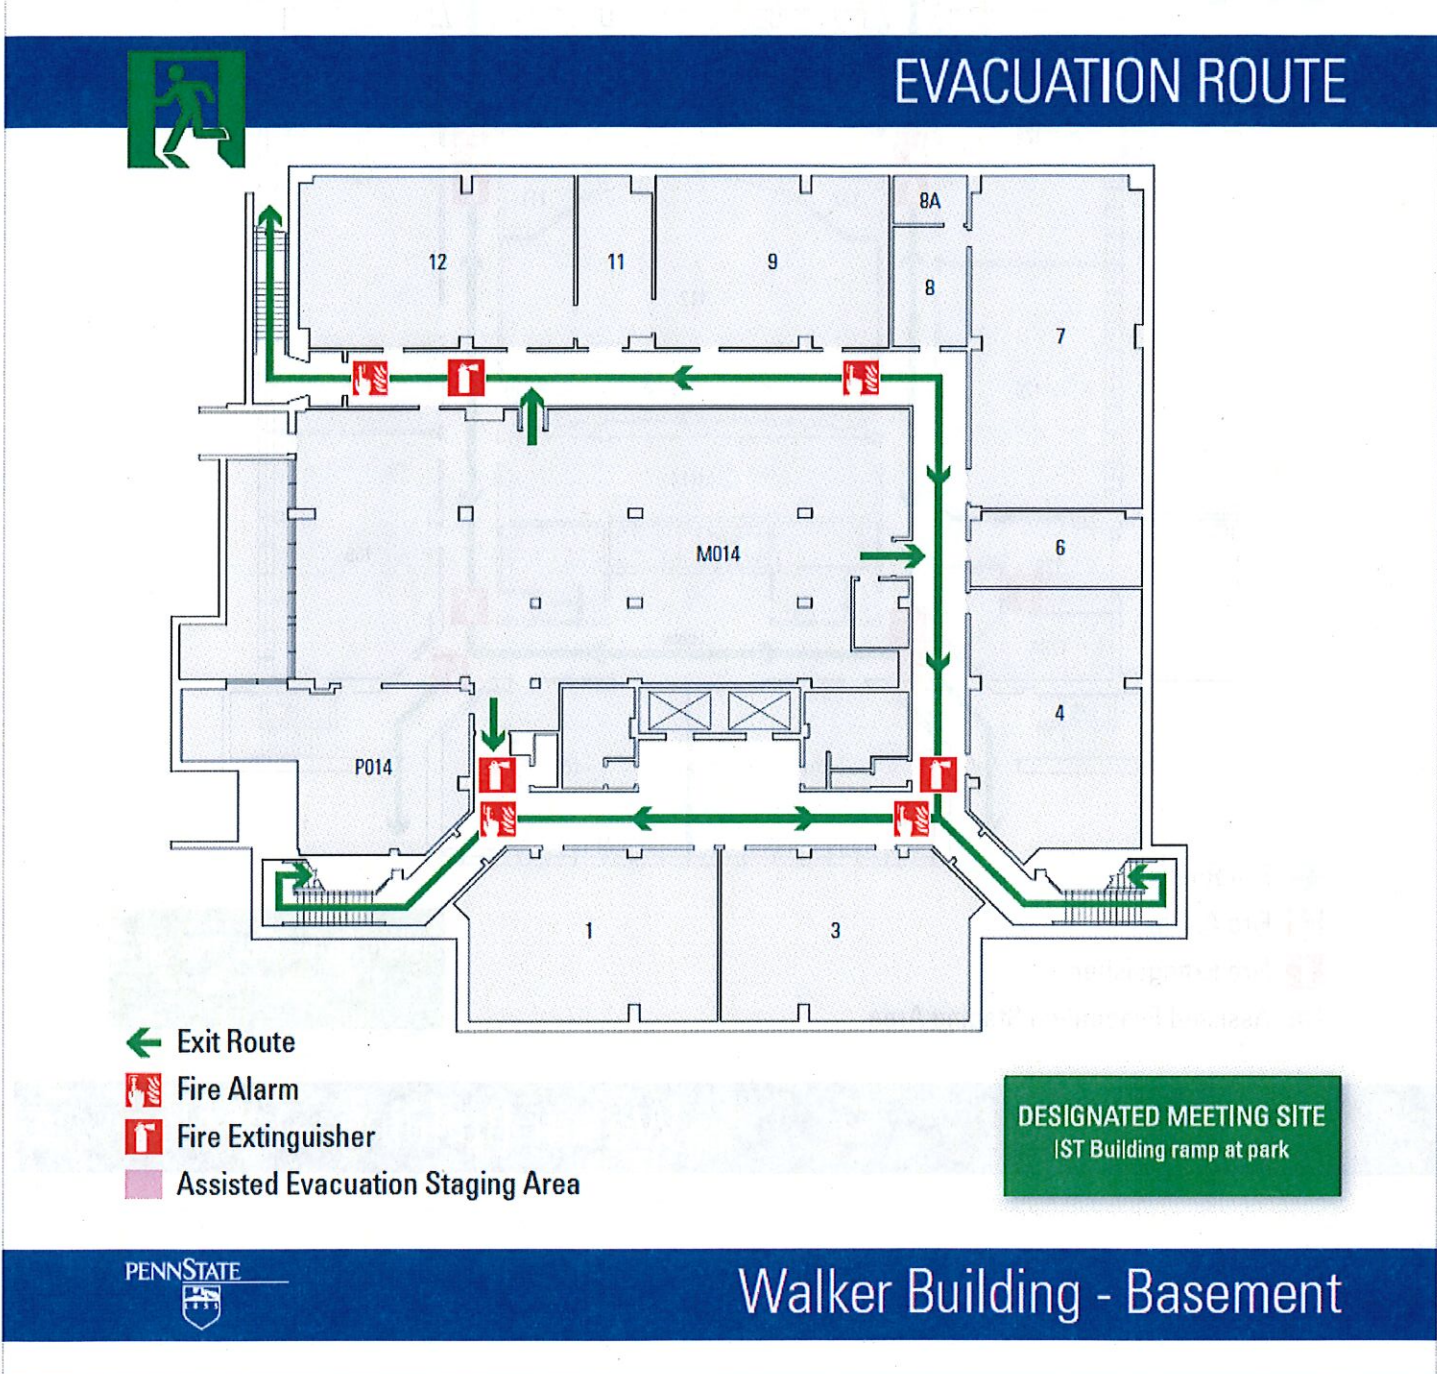 EVACUATION ROUTE
8A
12
11
9
8
7
M014
6
4
P014
1
3
Exit Route
Fire Alarm
Fire Extinguisher
Assisted Evacuation Staging Area
DESIGNATED MEETING SITE
IST Building ramp at park
PENNSTATE
1855
Walker Building - Basement